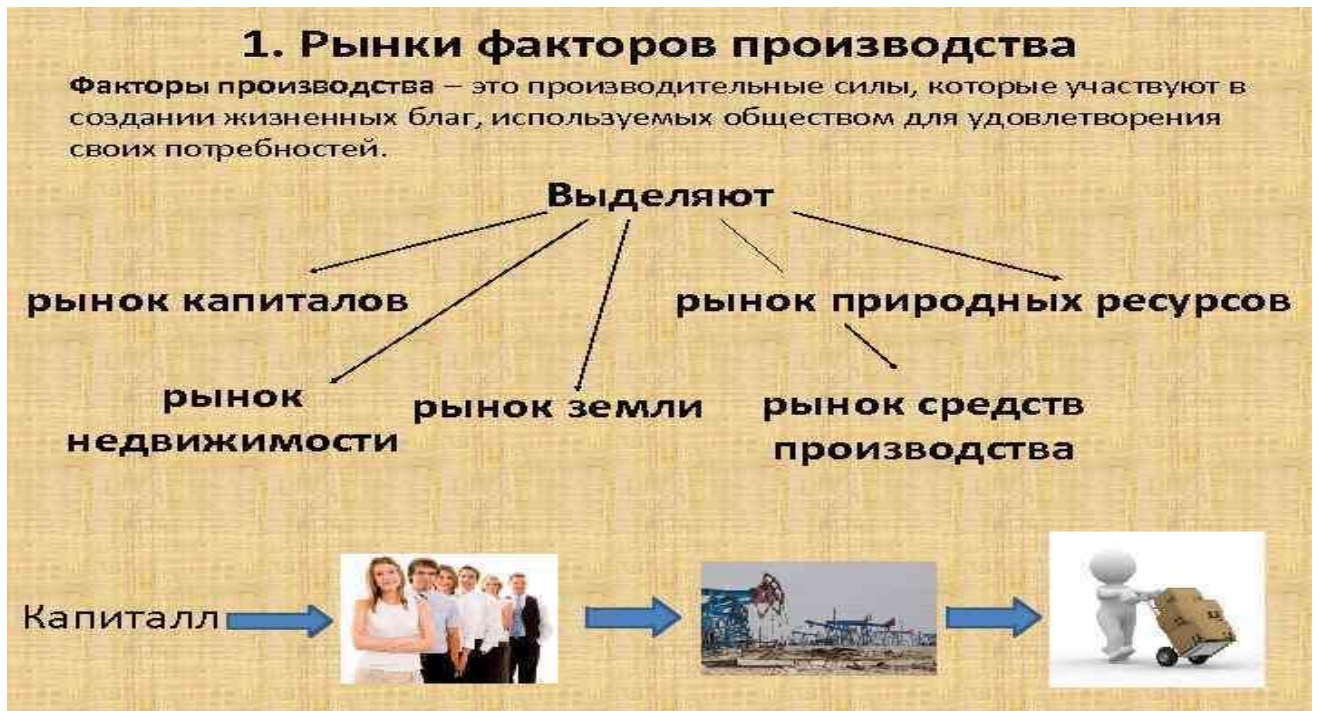 1. Рынки факторов производства
Факторы производства – это производительные силы, которые участвуют в
создании жизненных благ, используемых обществом для удовлетворения
своих потребностей.
Выделяют
рынок капиталов
рынок природных ресурсов
рынок
недвижимости
рынок земли
рынок средств
производства
Капиталл